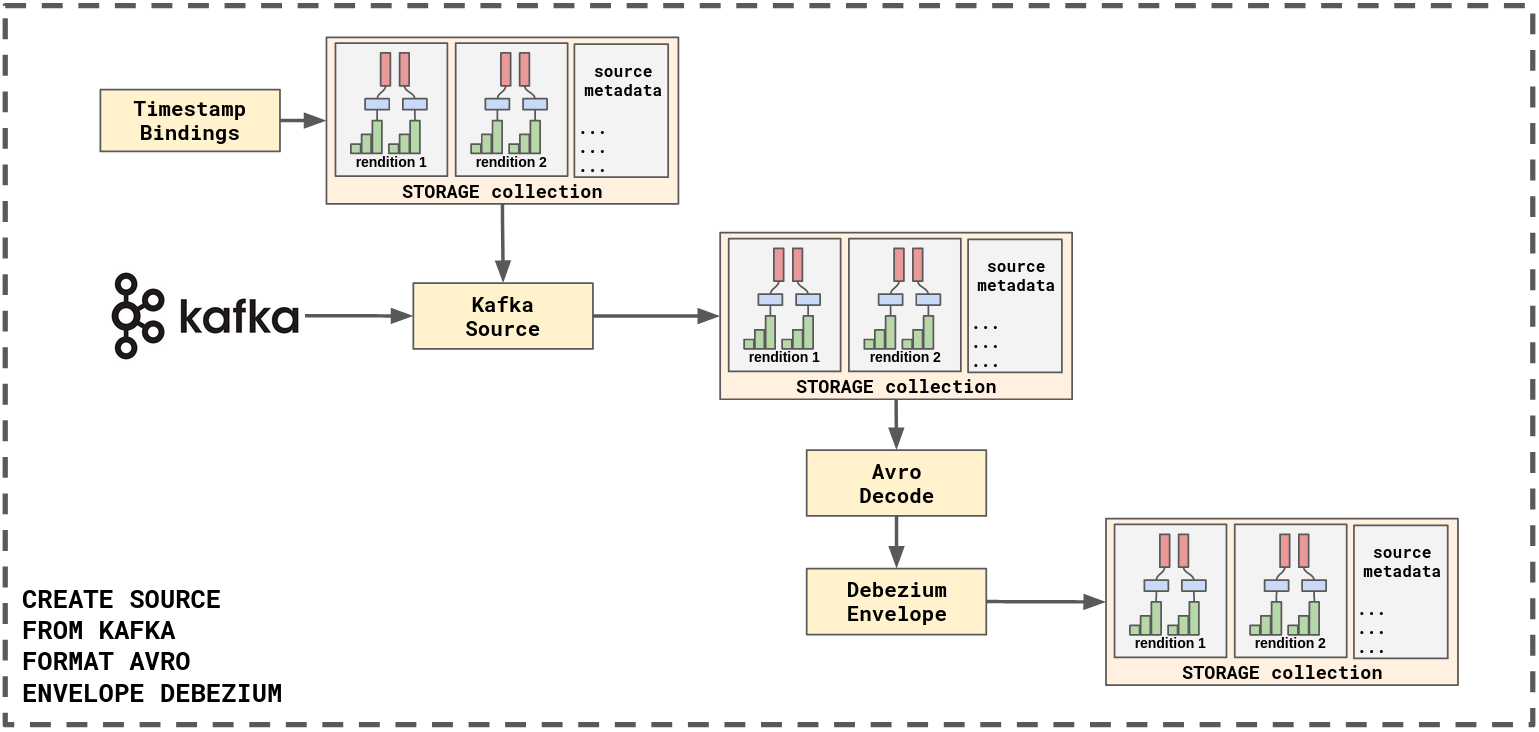 Timestamp
Bindings
source
metadata
...
...
...
rendition 1
rendition 2
STORAGE collection
kafka
Kafka
Source
source
metadata
...
...
...
rendition 1
rendition 2
STORAGE collection
Avro
Decode
Debezium
Envelope
source
metadata
...
...
...
rendition 1
rendition 2
STORAGE collection
CREATE SOURCE
FROM KAFKA
FORMAT AVRO
ENVELOPE DEBEZIUM